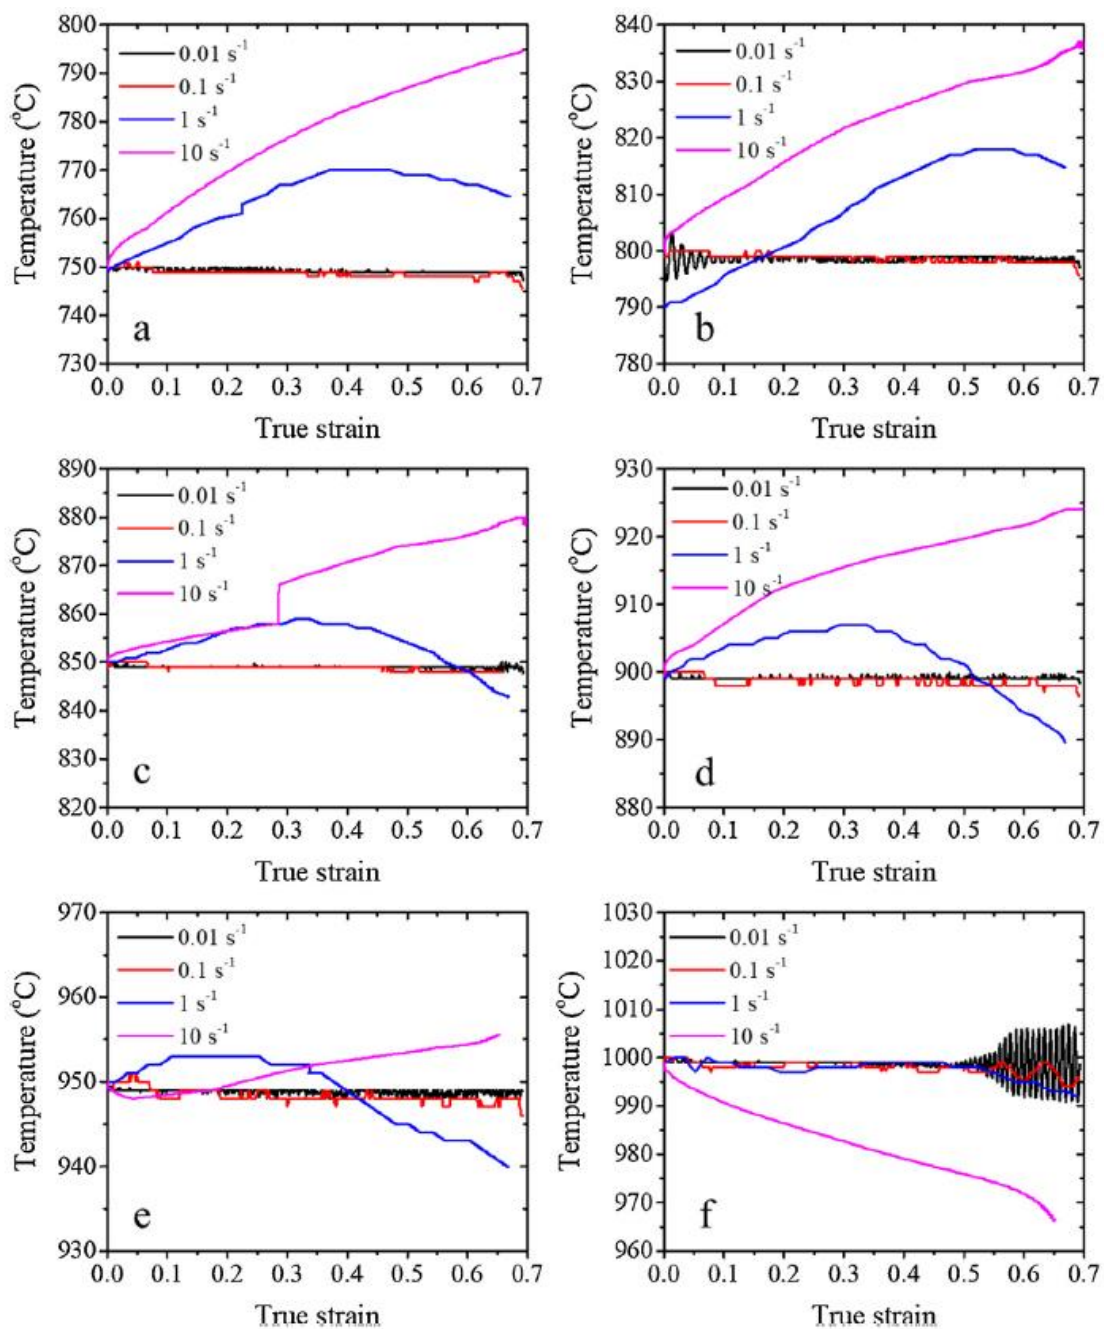 800
790
780
770
760
750
740
730
Temperature (°C)
0.01 s⁻¹
0.1 s⁻¹
1 s⁻¹
10 s⁻¹
a
0.0 0.1 0.2 0.3 0.4 0.5 0.6 0.7
True strain
840
830
820
810
800
790
780
Temperature (°C)
0.01 s⁻¹
0.1 s⁻¹
1 s⁻¹
10 s⁻¹
b
0.0 0.1 0.2 0.3 0.4 0.5 0.6 0.7
True strain
890
880
870
860
850
840
830
820
Temperature (°C)
0.01 s⁻¹
0.1 s⁻¹
1 s⁻¹
10 s⁻¹
c
0.0 0.1 0.2 0.3 0.4 0.5 0.6 0.7
True strain
930
920
910
900
890
880
Temperature (°C)
0.01 s⁻¹
0.1 s⁻¹
1 s⁻¹
10 s⁻¹
d
0.0 0.1 0.2 0.3 0.4 0.5 0.6 0.7
True strain
970
960
950
940
930
Temperature (°C)
0.01 s⁻¹
0.1 s⁻¹
1 s⁻¹
10 s⁻¹
e
0.0 0.1 0.2 0.3 0.4 0.5 0.6 0.7
True strain
1030
1020
1010
1000
990
980
970
960
Temperature (°C)
0.01 s⁻¹
0.1 s⁻¹
1 s⁻¹
10 s⁻¹
f
0.0 0.1 0.2 0.3 0.4 0.5 0.6 0.7
True strain